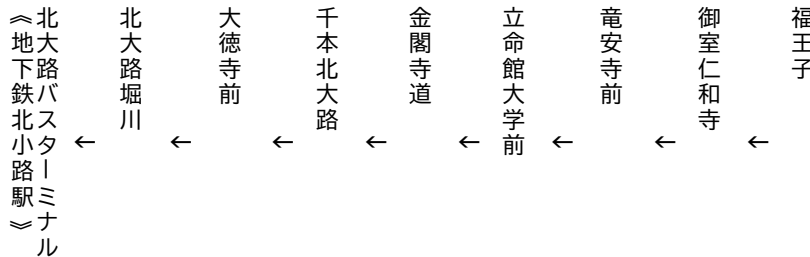 福王子
←
御室仁和寺
←
竜安寺前
←
立命館大学前
←
金閣寺道
←
千本北大路
←
大徳寺前
←
北大路堀川
←
北大路バスターミナル
《地下鉄北小路駅》